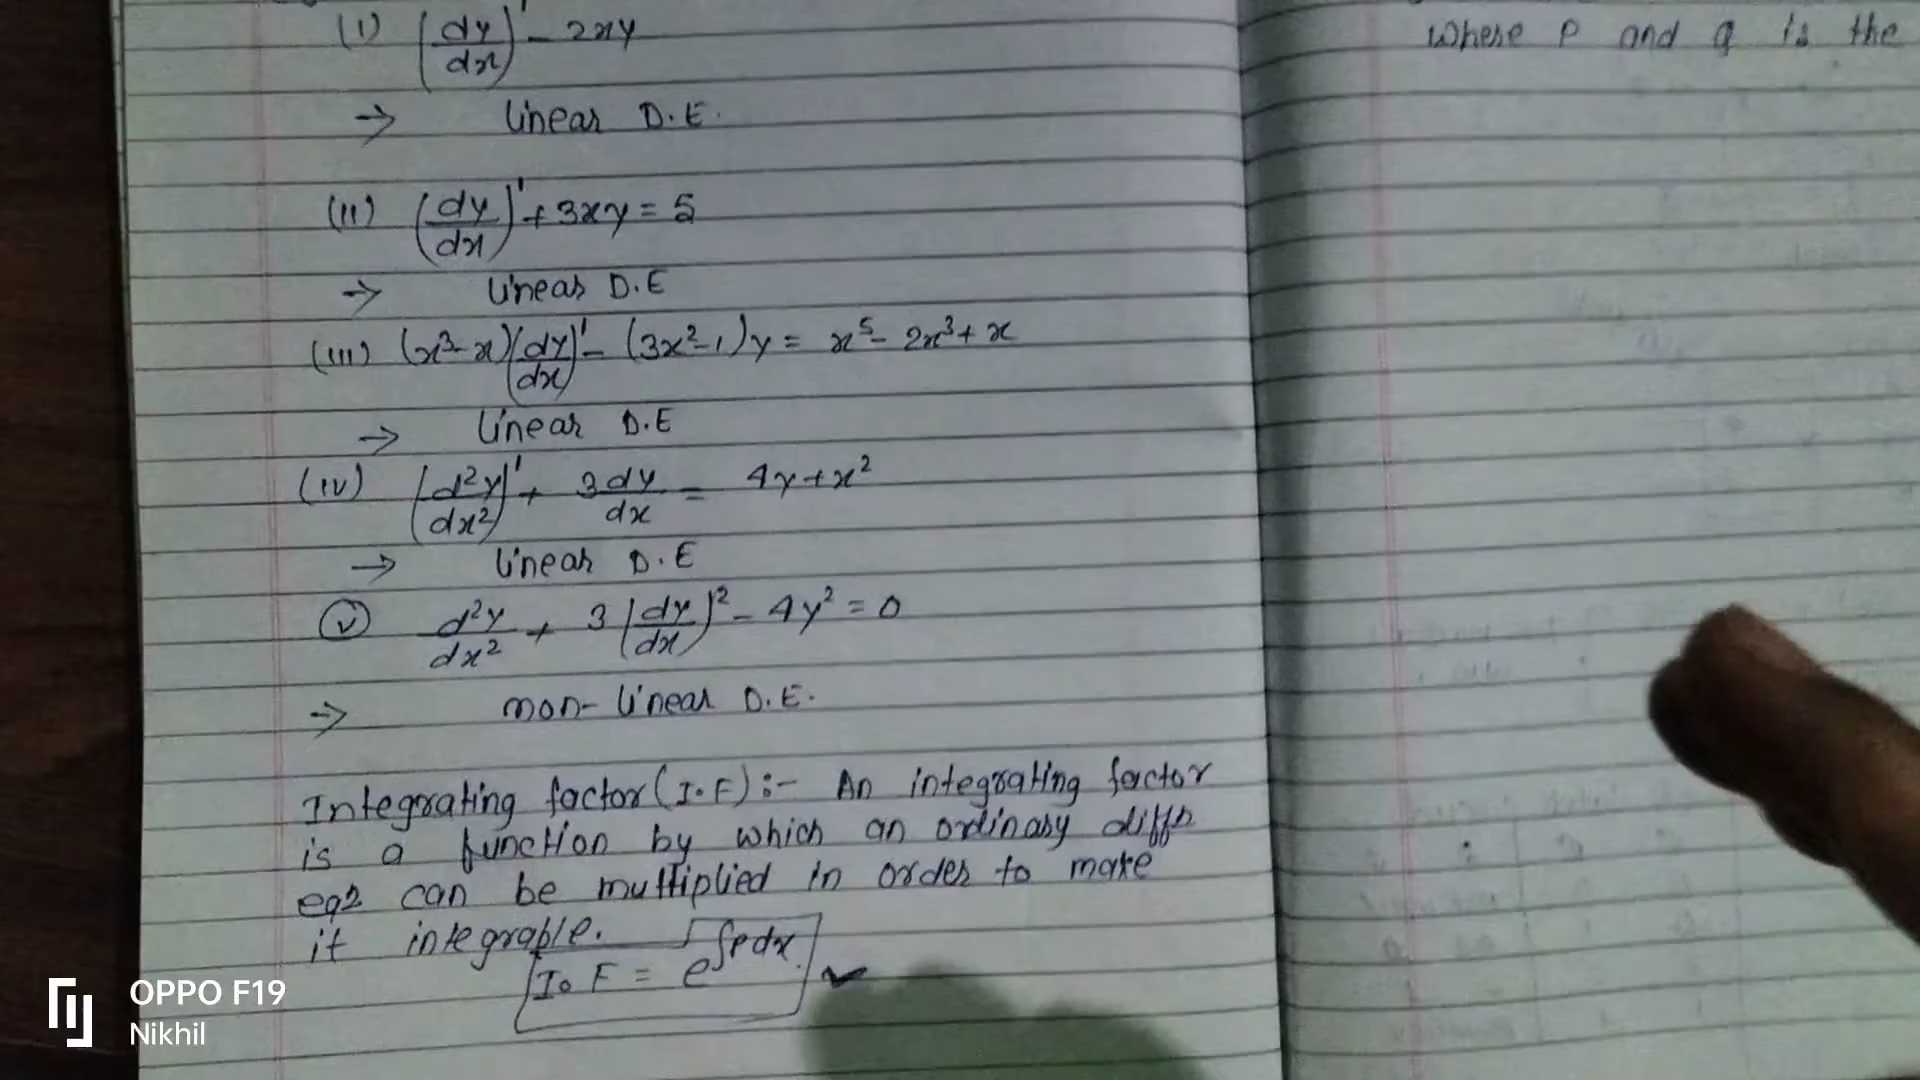 (i) (dy/dx)' - 2xy
→ linear D.E.
(ii) (dy/dx)' + 3xy = 5
→ linear D.E
(iii) (x³-x)(dy/dx)' - (3x²-1)y = x⁵- 2x³+ x
→ linear D.E
(iv) (d²y/dx²)' + 3dy/dx = 4y+x²
→ linear D.E
(v) d²y/dx² + 3(dy/dx)² - 4y² = 0
→ non-linear D.E.
Integrating factor (I.F) :- An integrating factor
is a function by which an ordinary diffn
eqn can be multiplied in order to make
it integrable.
I.F = e^∫pdx
where P and q is the
OPPO F19
Nikhil